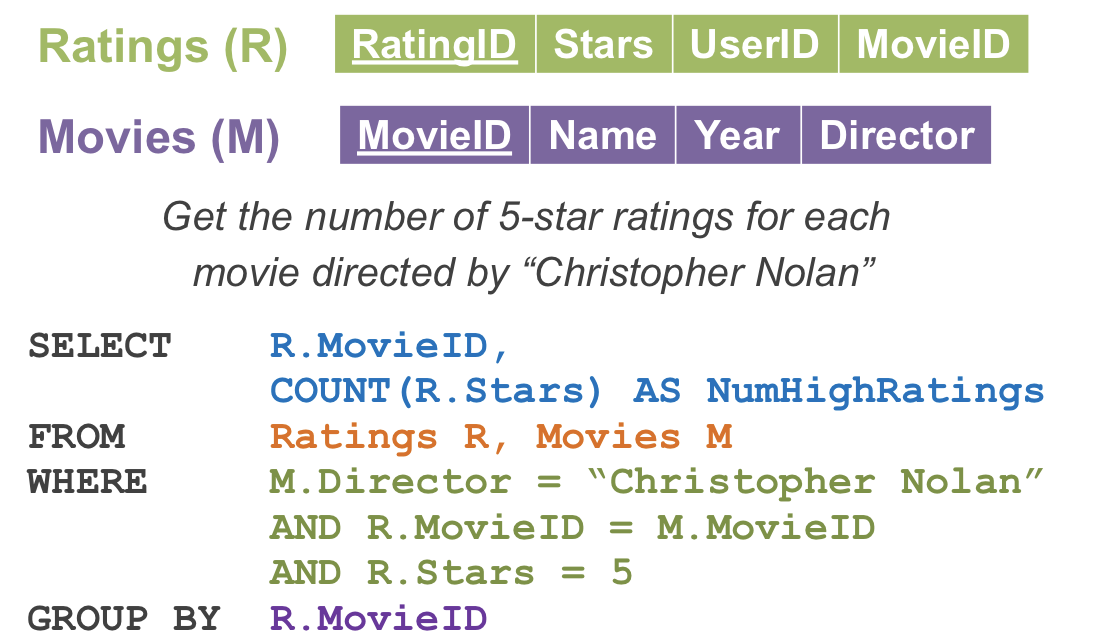 Ratings (R) RatingID Stars UserID MovieID
Movies (M) MovieID Name Year Director
Get the number of 5-star ratings for each
movie directed by “Christopher Nolan”
SELECT R.MovieID,
COUNT(R.Stars) AS NumHighRatings
FROM Ratings R, Movies M
WHERE M.Director = “Christopher Nolan”
AND R.MovieID = M.MovieID
AND R.Stars = 5
GROUP BY R.MovieID